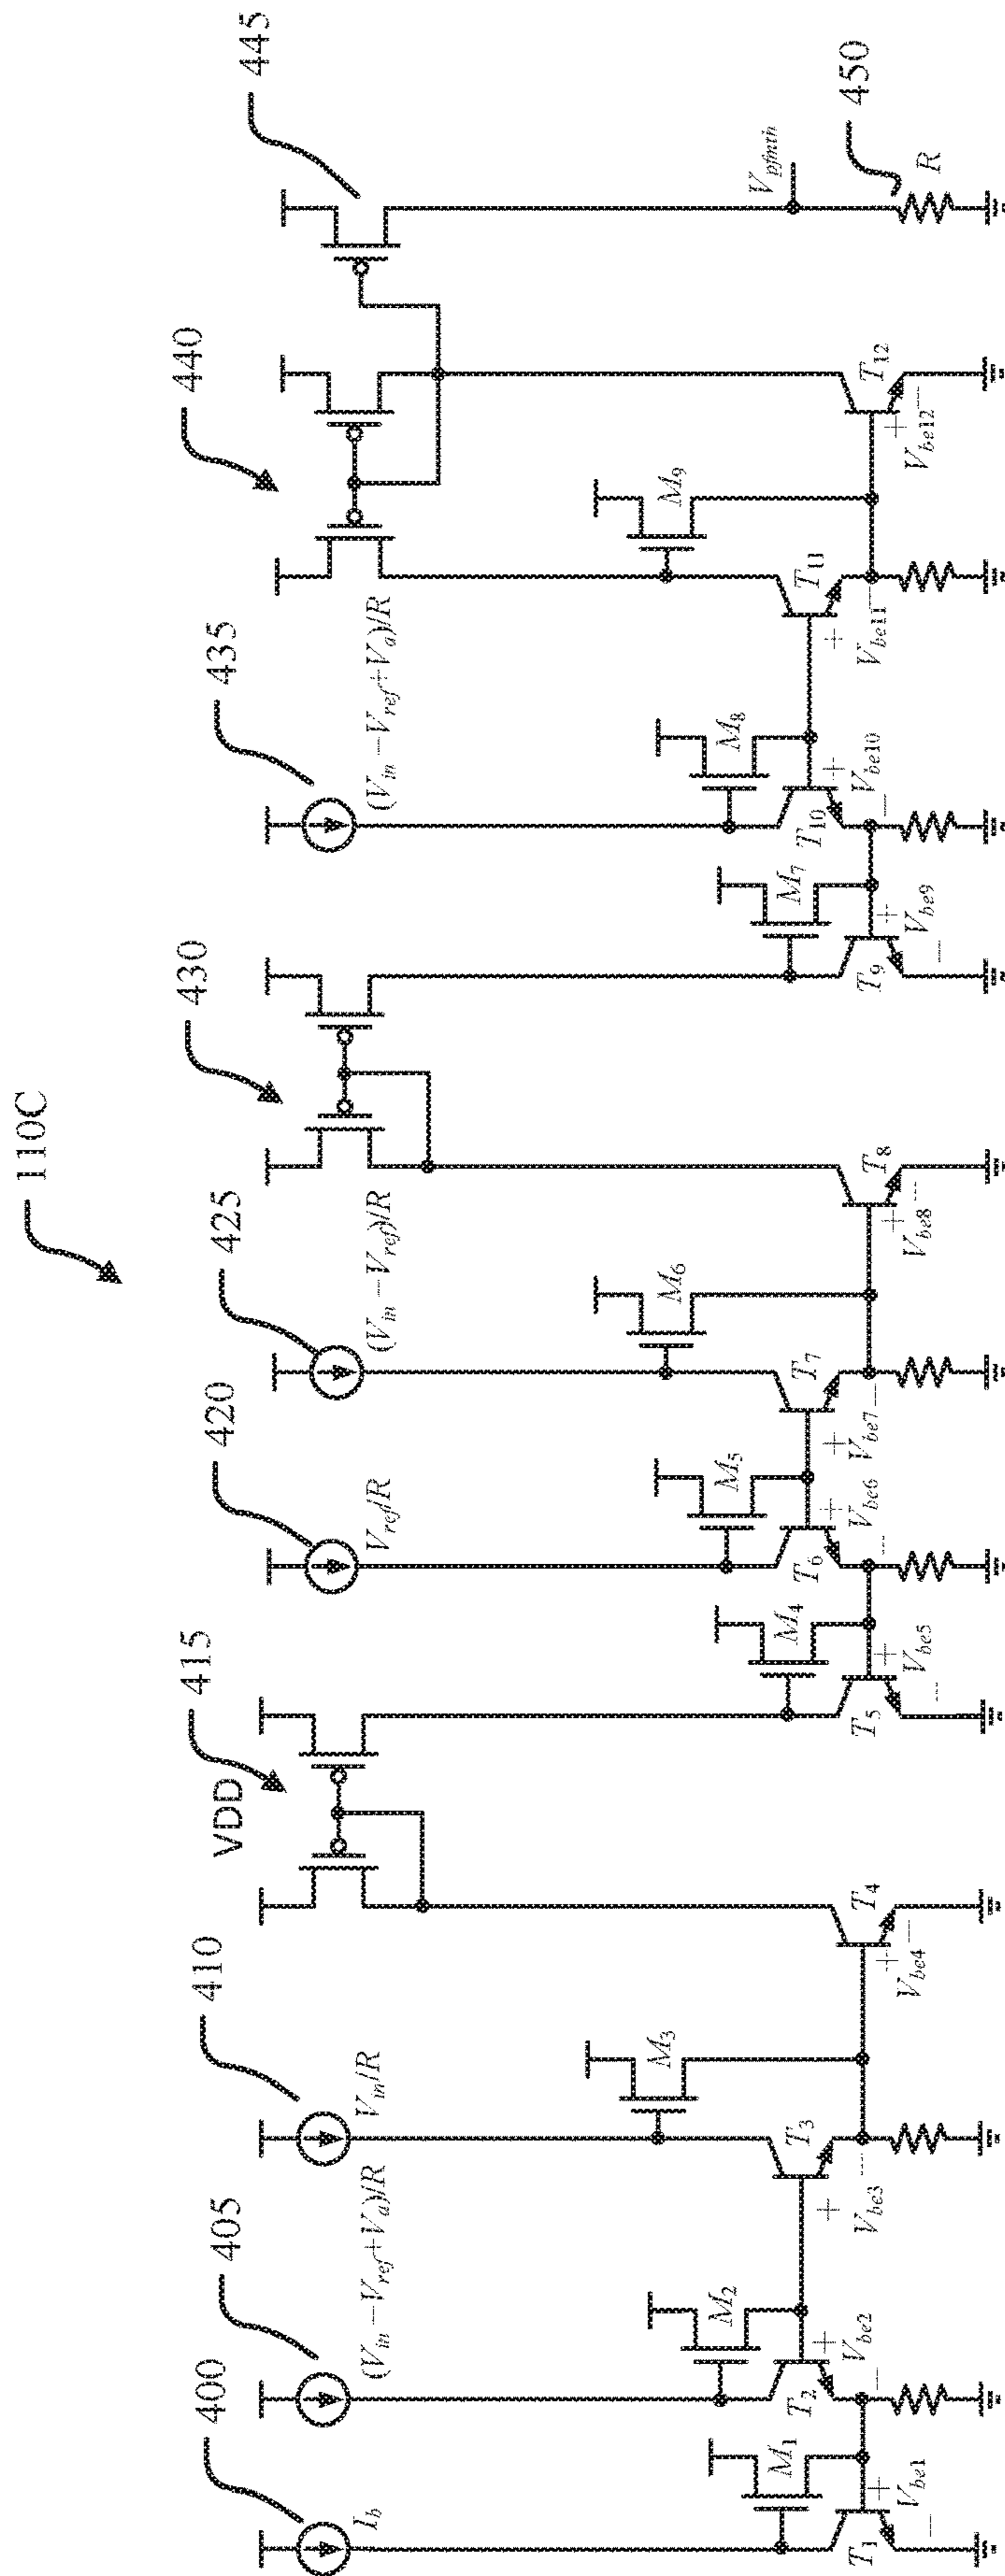 110C
400
405
410
415
420
425
430
435
440
445
I_b
(V_in − V_ref + V_a)/R
V_in/R
VDD
V_ref/R
(V_in − V_ref)/R
(V_in − V_ref + V_a)/R
M_1
M_2
M_3
M_4
M_5
M_6
M_7
M_8
M_9
V_pfmth
450
R
T_1
T_2
T_3
T_4
T_5
T_6
T_7
T_8
T_9
T_10
T_11
T_12
+ V_be1 −
+ V_be2 −
+ V_be3 −
+ V_be4 −
+ V_be5 −
+ V_be6 −
+ V_be7 −
+ V_be8 −
+ V_be9 −
+ V_be10 −
+ V_be11 −
+ V_be12 −